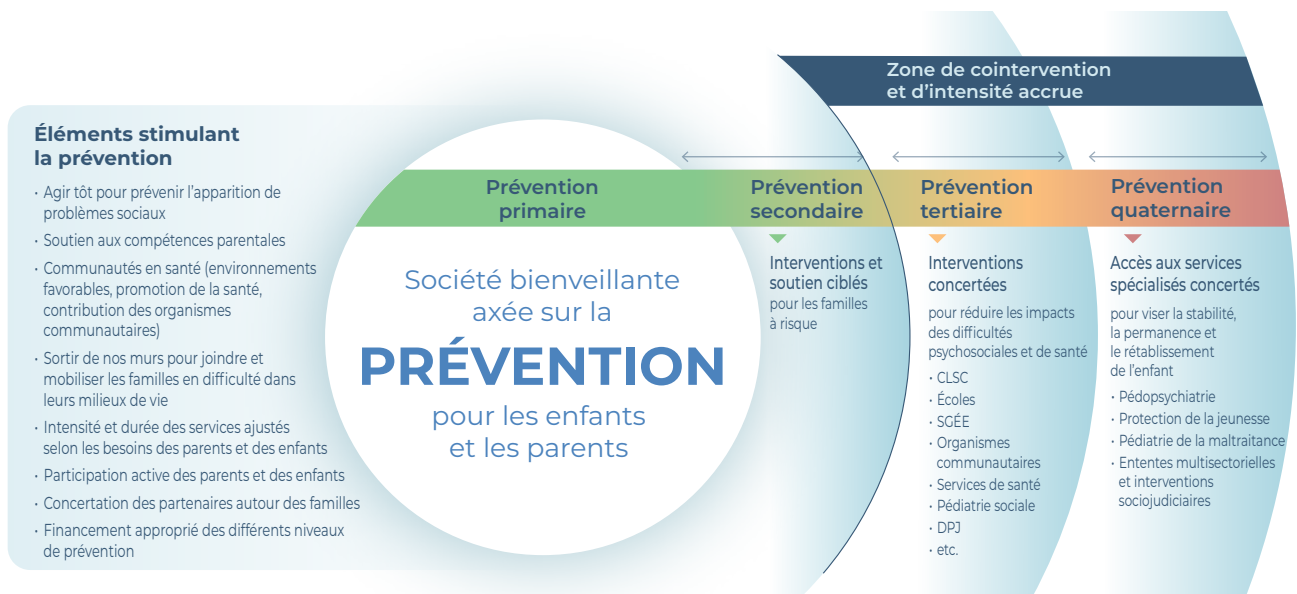 Éléments stimulant
la prévention
· Agir tôt pour prévenir l'apparition de
problèmes sociaux
· Soutien aux compétences parentales
· Communautés en santé (environnements
favorables, promotion de la santé,
contribution des organismes
communautaires)
· Sortir de nos murs pour joindre et
mobiliser les familles en difficulté dans
leurs milieux de vie
· Intensité et durée des services ajustés
selon les besoins des parents et des enfants
· Participation active des parents et des enfants
· Concertation des partenaires autour des familles
· Financement approprié des différents niveaux
de prévention
Zone de cointervention
et d'intensité accrue
Prévention
primaire
Société bienveillante
axée sur la
PRÉVENTION
pour les enfants
et les parents
Prévention
secondaire
Interventions et
soutien ciblés
pour les familles
à risque
Prévention
tertiaire
Interventions
concertées
pour réduire les impacts
des difficultés
psychosociales et de santé
· CLSC
· Écoles
· SGÉE
· Organismes
communautaires
· Services de santé
· Pédiatrie sociale
· DPJ
· etc.
Prévention
quaternaire
Accès aux services
spécialisés concertés
pour viser la stabilité,
la permanence et
le rétablissement
de l'enfant
· Pédopsychiatrie
· Protection de la jeunesse
· Pédiatrie de la maltraitance
· Ententes multisectorielles
et interventions
sociojudiciaires